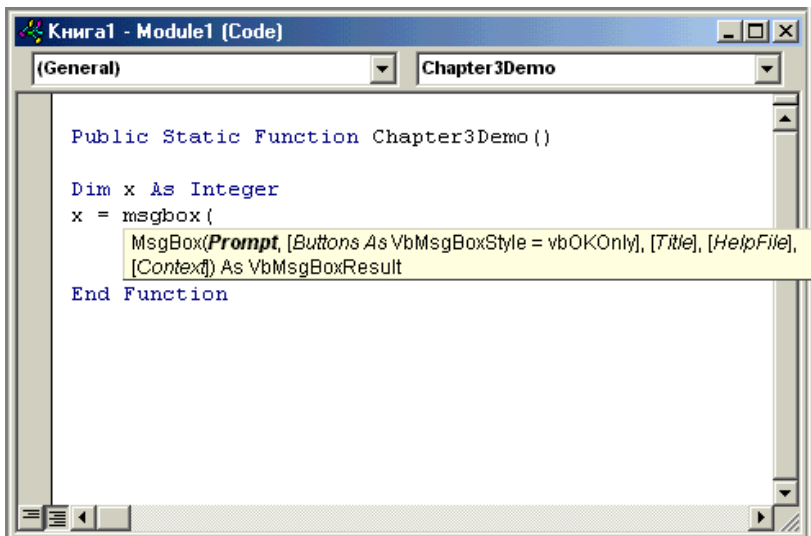 Книга1 - Module1 (Code)
(General) Chapter3Demo
Public Static Function Chapter3Demo()
Dim x As Integer
x = msgbox(
MsgBox(Prompt, [Buttons As VbMsgBoxStyle = vbOKOnly], [Title], [HelpFile],
[Context]) As VbMsgBoxResult
End Function